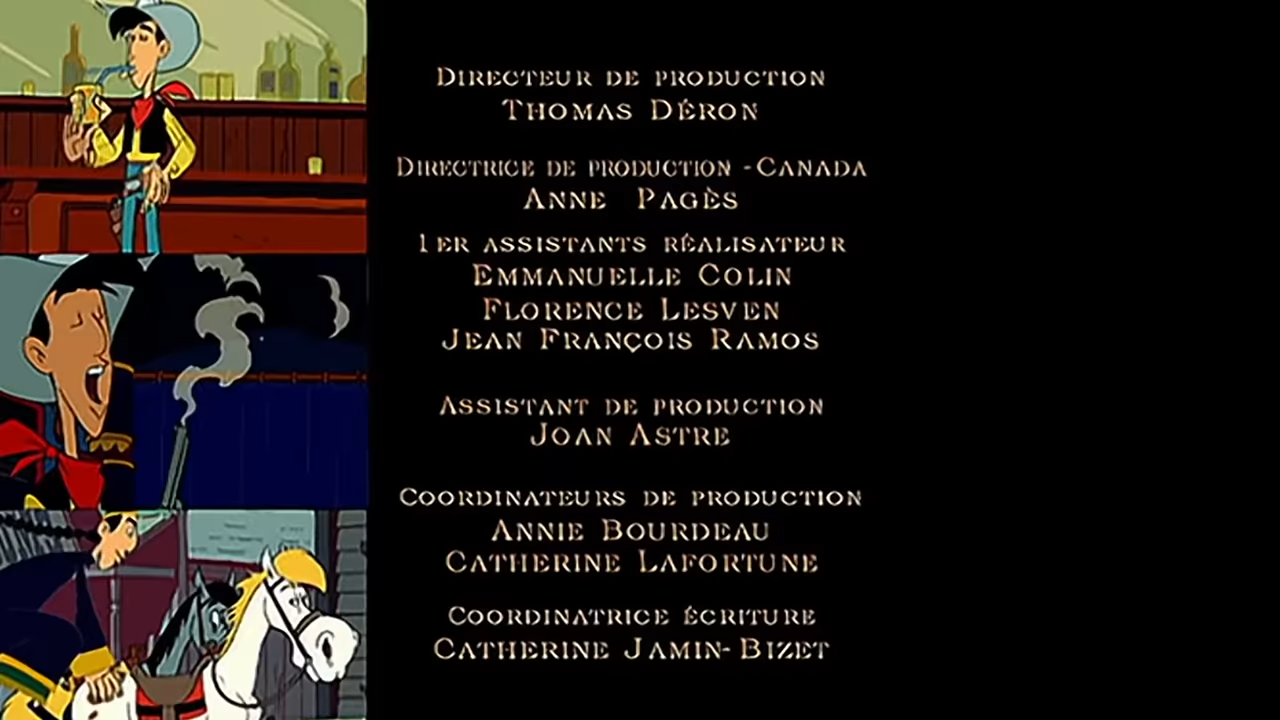 Directeur de production
Thomas Déron
Directrice de production - Canada
Anne Pagès
1er assistants réalisateur
Emmanuelle Colin
Florence Lesven
Jean François Ramos
Assistant de production
Joan Astre
Coordinateurs de production
Annie Bourdeau
Catherine Lafortune
Coordinatrice écriture
Catherine Jamin-Bizet